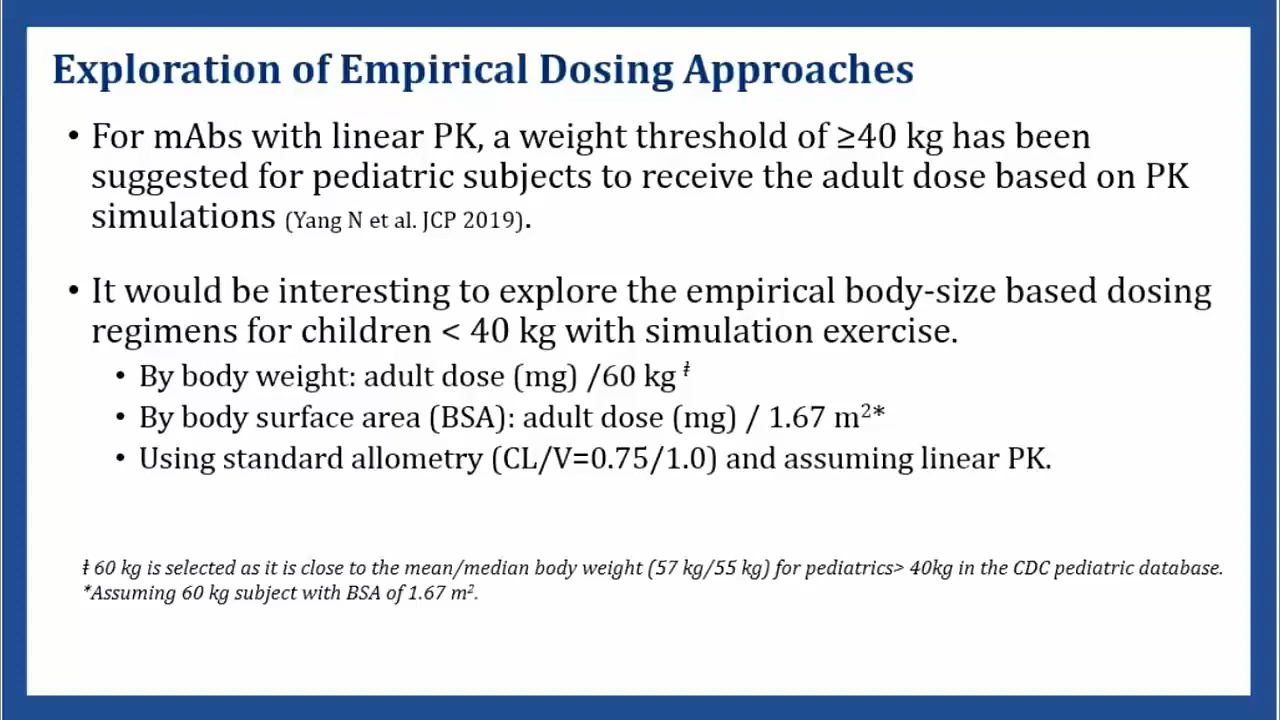 Exploration of Empirical Dosing Approaches
• For mAbs with linear PK, a weight threshold of ≥40 kg has been
suggested for pediatric subjects to receive the adult dose based on PK
simulations (Yang N et al. JCP 2019).
• It would be interesting to explore the empirical body-size based dosing
regimens for children < 40 kg with simulation exercise.
• By body weight: adult dose (mg) /60 kg ƚ
• By body surface area (BSA): adult dose (mg) / 1.67 m²*
• Using standard allometry (CL/V=0.75/1.0) and assuming linear PK.
ƚ 60 kg is selected as it is close to the mean/median body weight (57 kg/55 kg) for pediatrics> 40kg in the CDC pediatric database.
*Assuming 60 kg subject with BSA of 1.67 m².